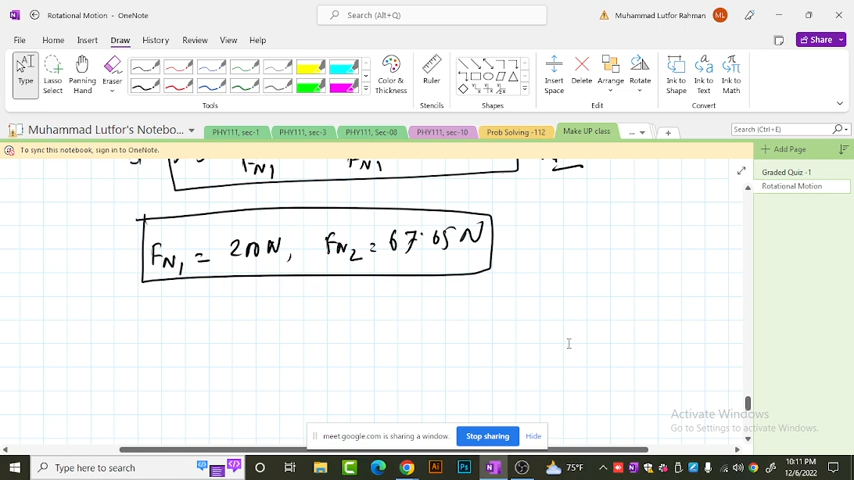 Rotational Motion - OneNote
Search (Alt+Q)
Muhammad Lutfor Rahman
ML
File Home Insert Draw History Review View Help
Share
Type
Lasso Select
Panning Hand
Eraser
Color & Thickness
Ruler
Insert Space
Delete
Arrange
Rotate
Ink to Shape
Ink to Text
Ink to Math
Tools
Stencils
Shapes
Edit
Convert
Muhammad Lutfor's Notebo...
PHY111, sec-1
PHY111, sec-3
PHY111, Sec-08
PHY111, sec-10
Prob Solving -112
Make UP class
Search (Ctrl+E)
To sync this notebook, sign in to OneNote.
Add Page
Graded Quiz -1
Rotational Motion
FN1 FN1
FN1 = 200N, FN2 = 67.65 N
Activate Windows
Go to Settings to activate Windows.
meet.google.com is sharing a window.
Stop sharing
Hide
Type here to search
75°F
10:11 PM
12/6/2022